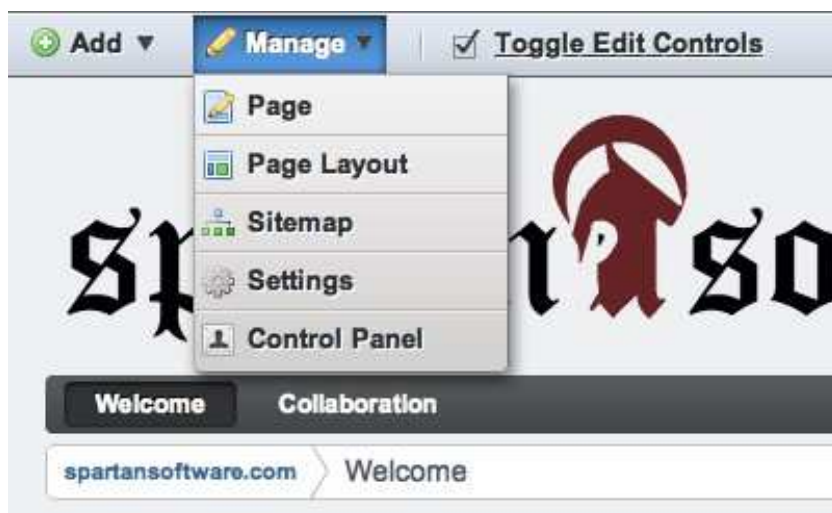 Add ▼ Manage ▼ Toggle Edit Controls
Page
Page Layout
Sitemap
Settings
Control Panel
Welcome Collaboration
spartansoftware.com Welcome